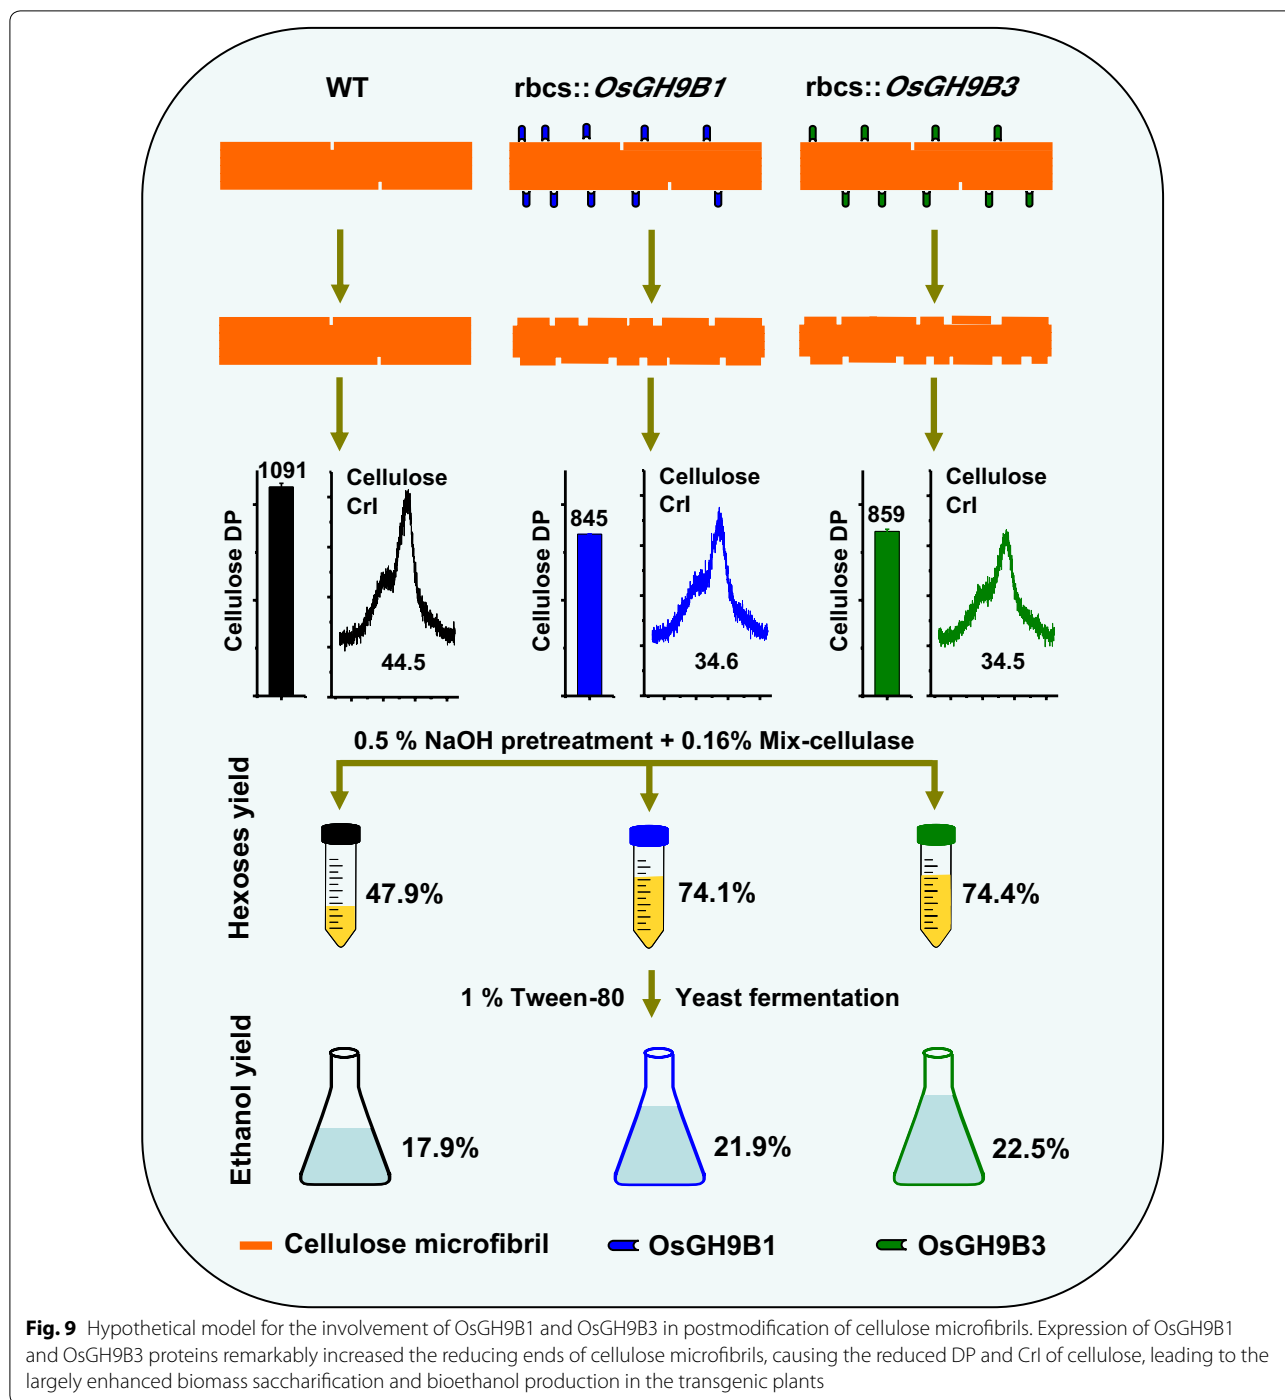 WT rbcs::OsGH9B1 rbcs::OsGH9B3
1091 Cellulose CrI 845 Cellulose CrI 859 Cellulose CrI
Cellulose DP Cellulose DP Cellulose DP
44.5 34.6 34.5
0.5 % NaOH pretreatment + 0.16% Mix-cellulase
Hexoses yield
47.9% 74.1% 74.4%
1 % Tween-80 Yeast fermentation
Ethanol yield
17.9% 21.9% 22.5%
Cellulose microfibril OsGH9B1 OsGH9B3
Fig. 9 Hypothetical model for the involvement of OsGH9B1 and OsGH9B3 in postmodification of cellulose microfibrils. Expression of OsGH9B1
and OsGH9B3 proteins remarkably increased the reducing ends of cellulose microfibrils, causing the reduced DP and CrI of cellulose, leading to the
largely enhanced biomass saccharification and bioethanol production in the transgenic plants